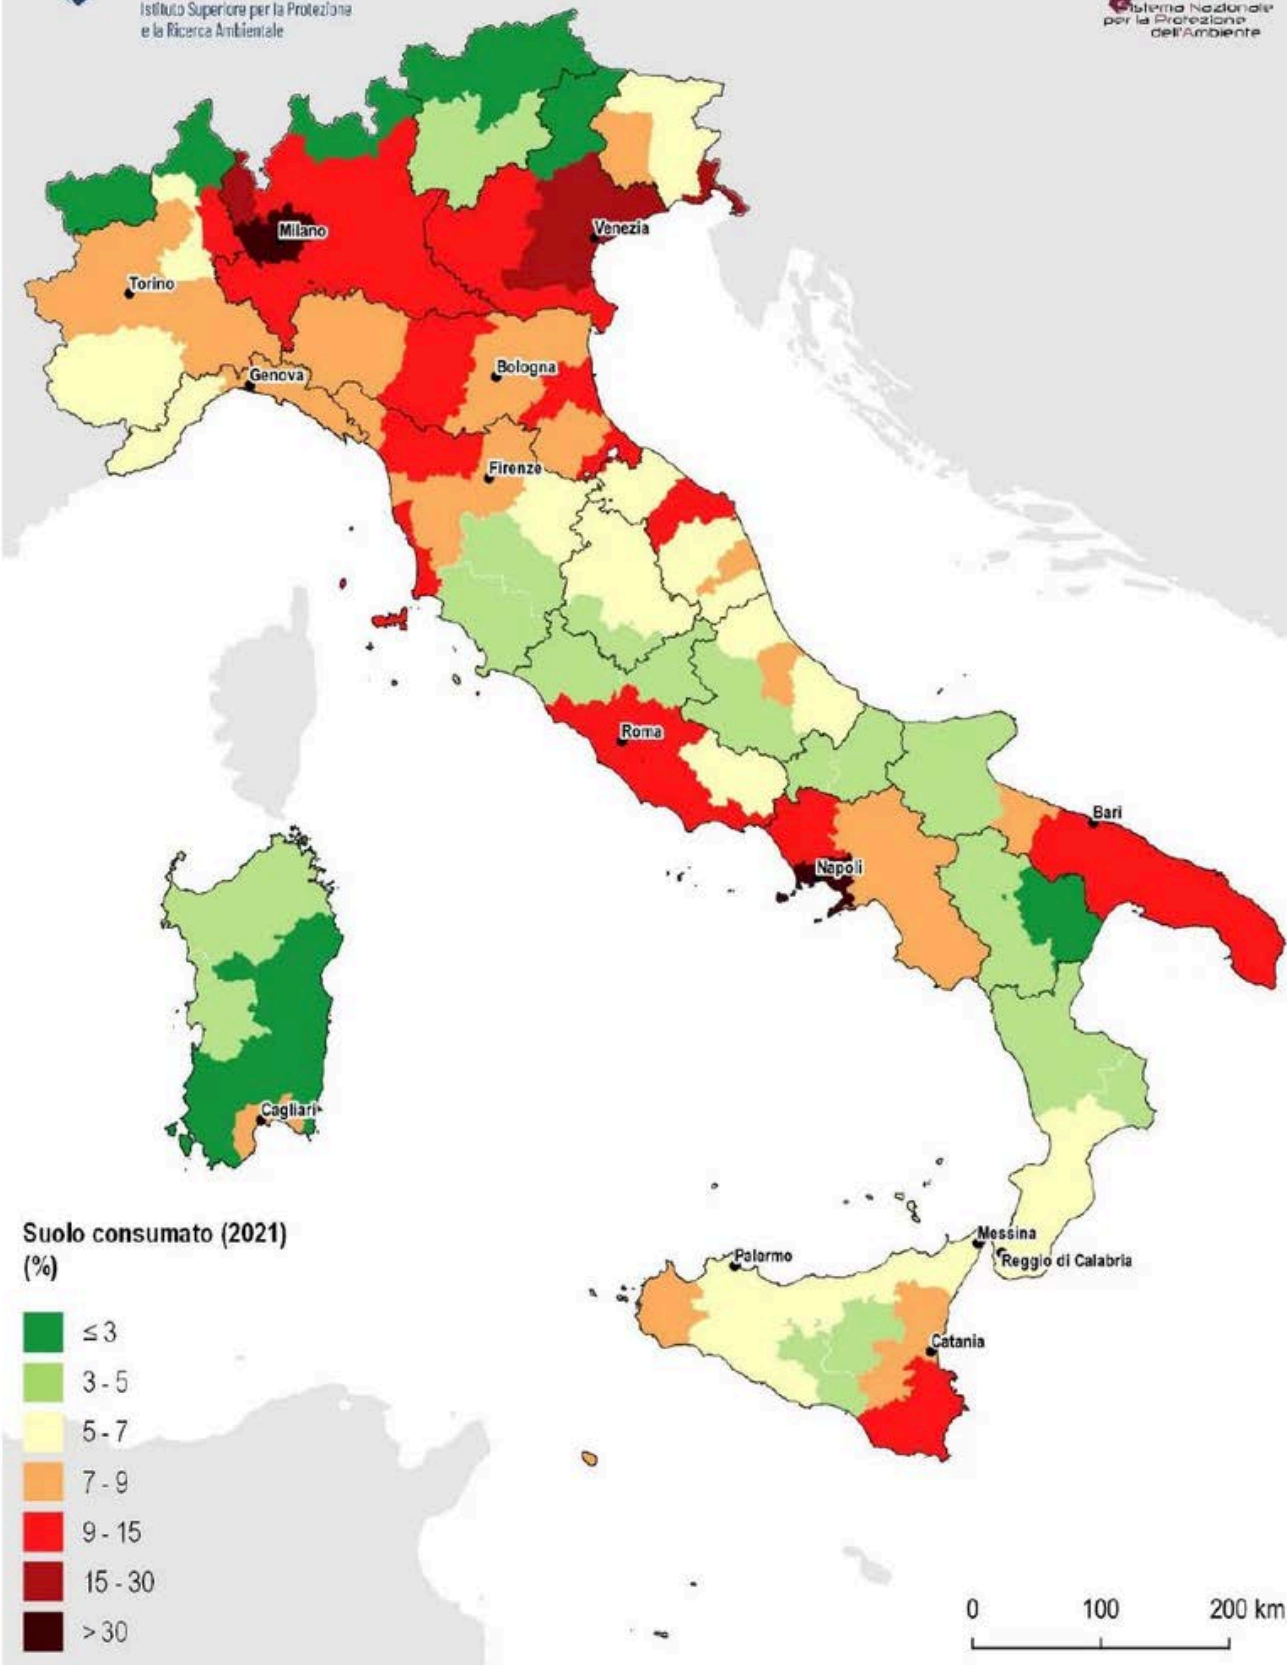 Istituto Superiore per la Protezione
e la Ricerca Ambientale
Sistema Nazionale
per la Protezione
dell'Ambiente
Milano
Venezia
Torino
Genova
Bologna
Firenze
Roma
Bari
Napoli
Cagliari
Messina
Palermo
Reggio di Calabria
Catania
Suolo consumato (2021)
(%)
≤ 3
3 - 5
5 - 7
7 - 9
9 - 15
15 - 30
> 30
0 100 200 km